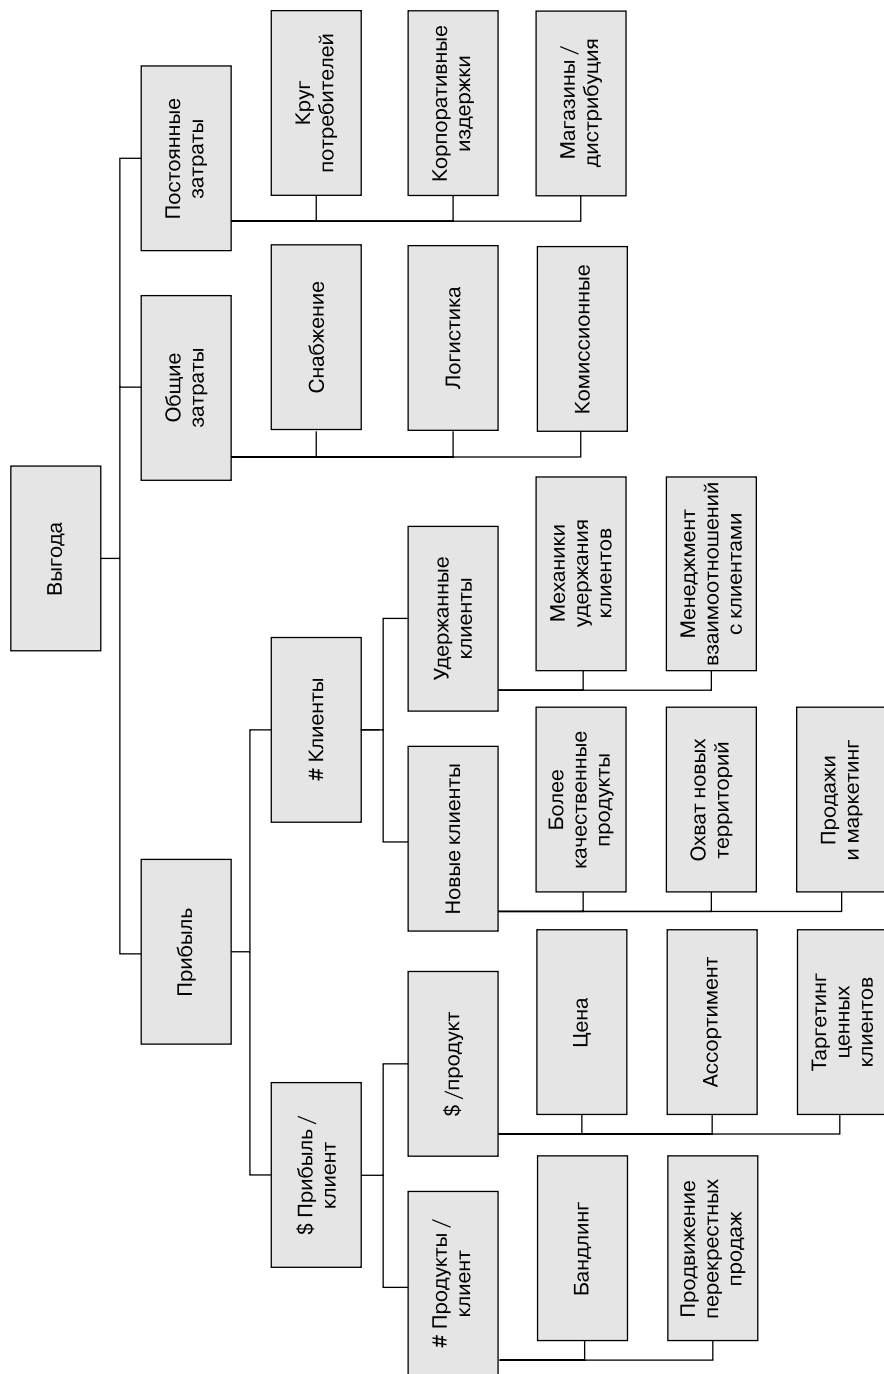 Выгода
Прибыль
Общие
затраты
Постоянные
затраты
$ Прибыль /
клиент
# Клиенты
Снабжение
Круг
потребителей
# Продукты /
клиент
$ /продукт
Новые клиенты
Удержанные
клиенты
Логистика
Корпоративные
издержки
Бандлинг
Цена
Более
качественные
продукты
Механики
удержания
клиентов
Комиссионные
Магазины /
дистрибуция
Продвижение
перекрестных
продаж
Ассортимент
Охват новых
территорий
Менеджмент
взаимоотношений
с клиентами
Таргетинг
ценных
клиентов
Продажи
и маркетинг